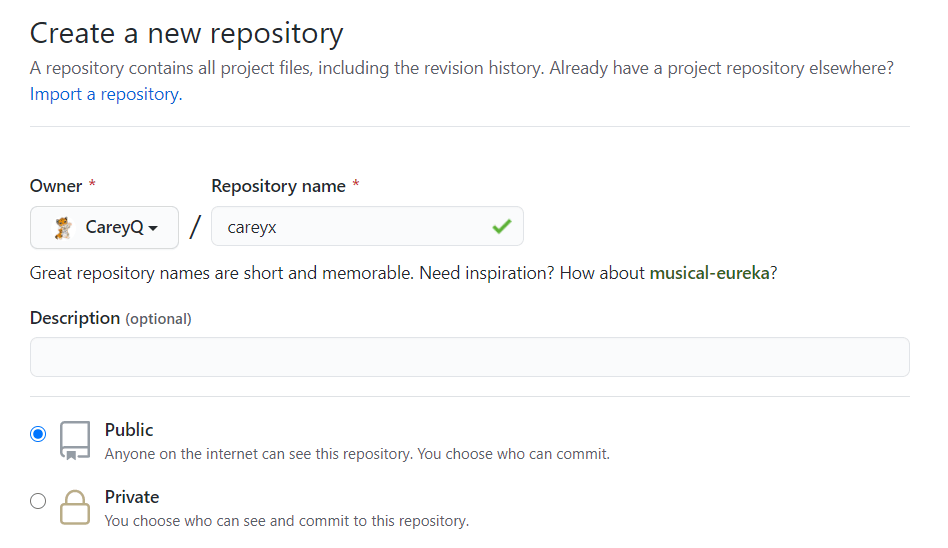 Create a new repository
A repository contains all project files, including the revision history. Already have a project repository elsewhere?
Import a repository.
Owner *
Repository name *
CareyQ
/
careyx
Great repository names are short and memorable. Need inspiration? How about musical-eureka?
Description (optional)
Public
Anyone on the internet can see this repository. You choose who can commit.
Private
You choose who can see and commit to this repository.